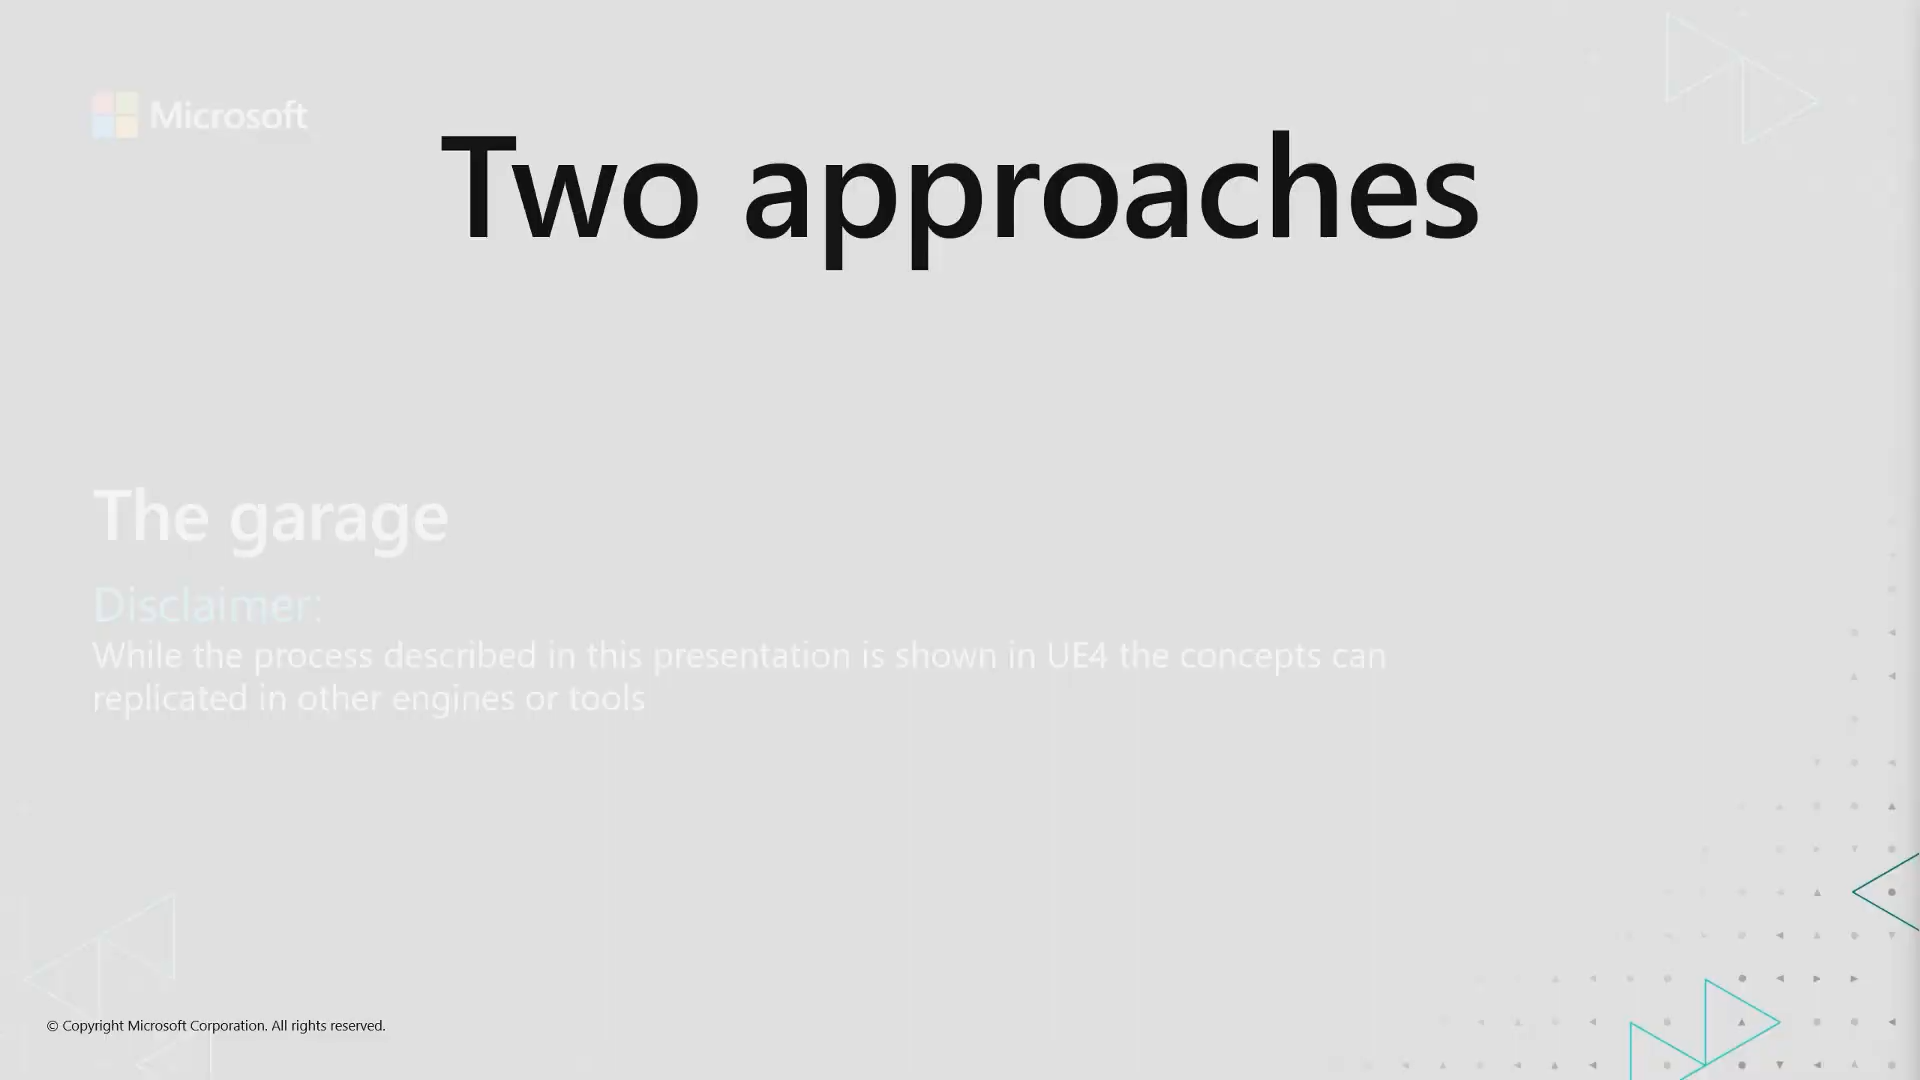 Microsoft
Two approaches
The garage
Disclaimer:
While the process described in this presentation is shown in UE4 the concepts can
replicated in other engines or tools
© Copyright Microsoft Corporation. All rights reserved.